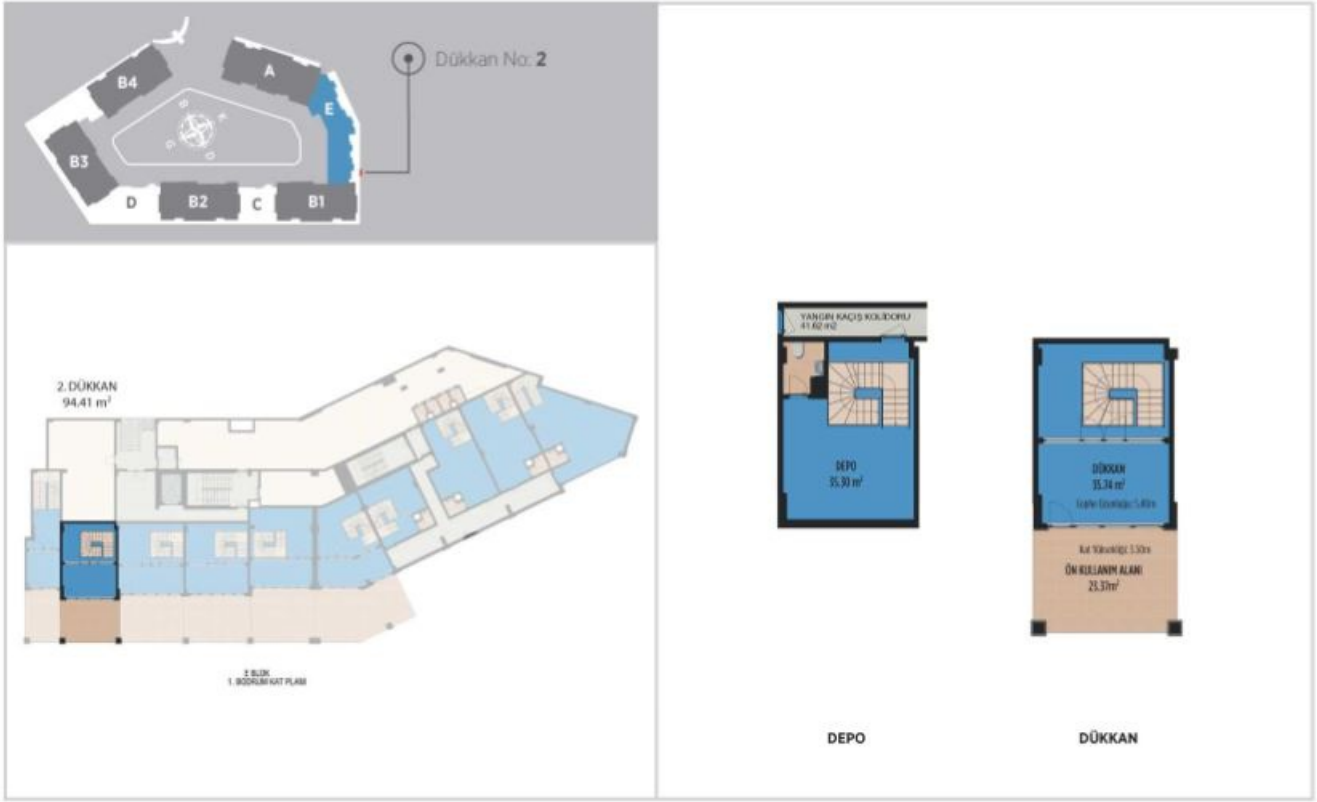 Dükkan No: 2
A
B4
E
B3
D
B2
C
B1
2. DÜKKAN
94.41 m²
E BLOK
1. BODRUM KAT PLANI
YANGIN KAÇIŞ KOLİDORU
41.62 m2
DEPO
35.30 m²
DÜKKAN
35.74 m²
Kat Yüksekliği: 3.50m
ÖN KULLANIM ALANI
23.37m²
DEPO
DÜKKAN